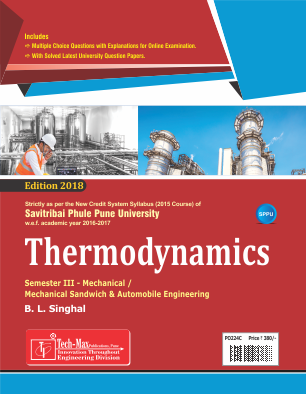 Includes
⇨ Multiple Choice Questions with Explanations for Online Examination.
⇨ With Solved Latest University Question Papers.
Edition 2018
Strictly as per the New Credit System Syllabus (2015 Course) of
Savitribai Phule Pune University
w.e.f. academic year 2016-2017
SPPU
Thermodynamics
Semester III - Mechanical /
Mechanical Sandwich & Automobile Engineering
B. L. Singhal
Tech-Max Publications, Pune
Innovation Throughout
Engineering Division
PO224C Price ₹ 380/-